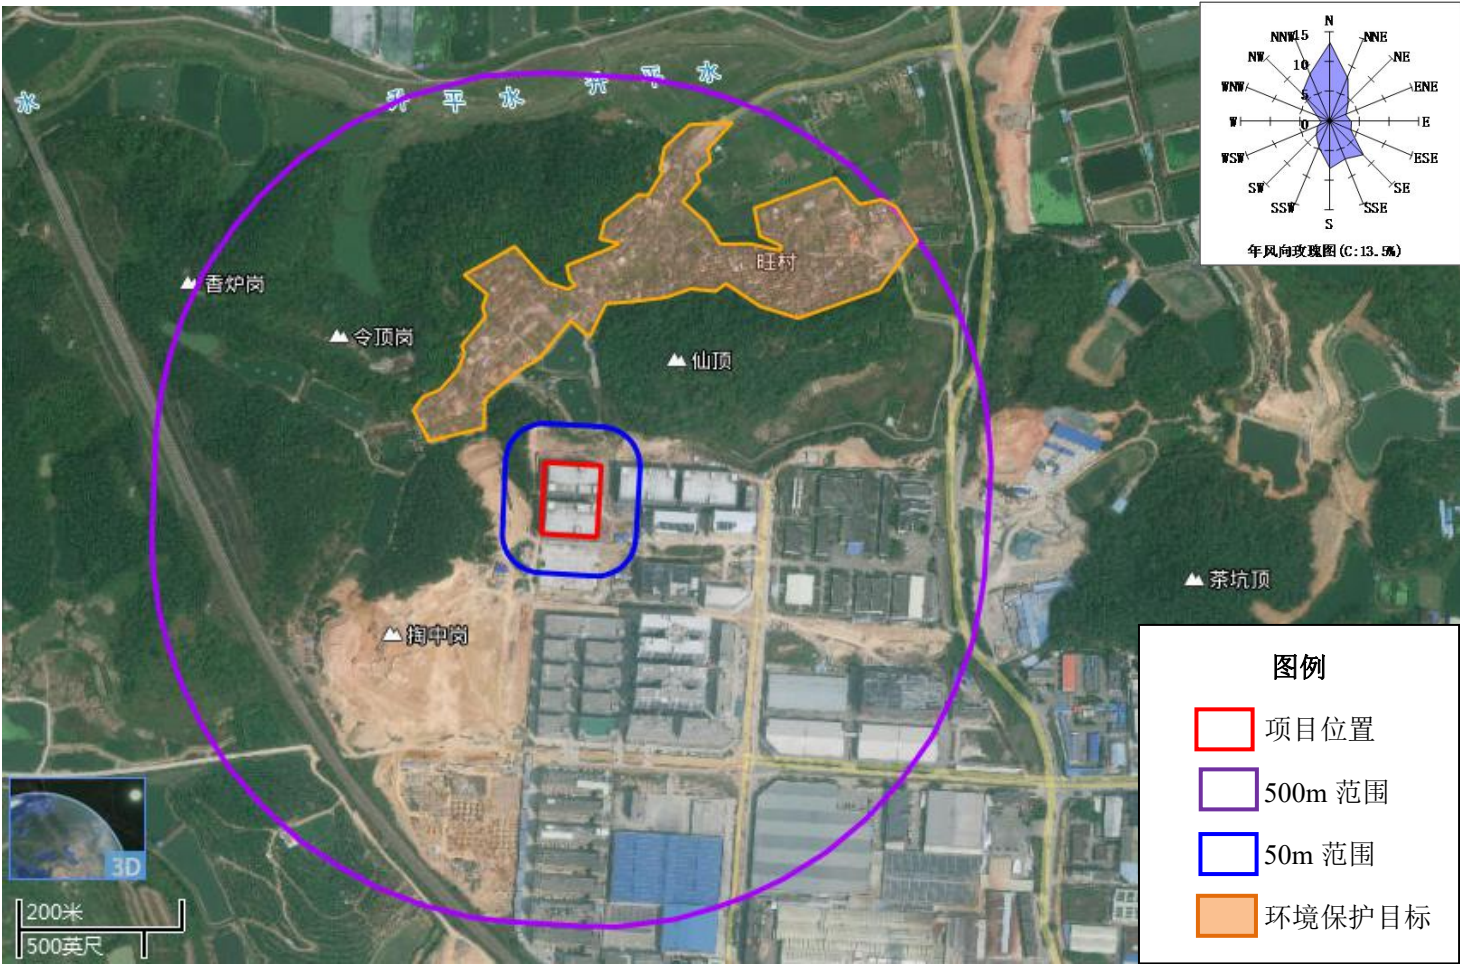 N
NNW
15
NNE
NW
10
NE
WNW
5
ENE
W
0
E
WSW
ESE
SW
SE
SSW
SSE
S
年风向玫瑰图(C:13.5%)
水
升平水
升平水
旺村
香炉岗
令顶岗
仙顶
茶坑顶
掏中岗
3D
200米
500英尺
图例
项目位置
500m 范围
50m 范围
环境保护目标